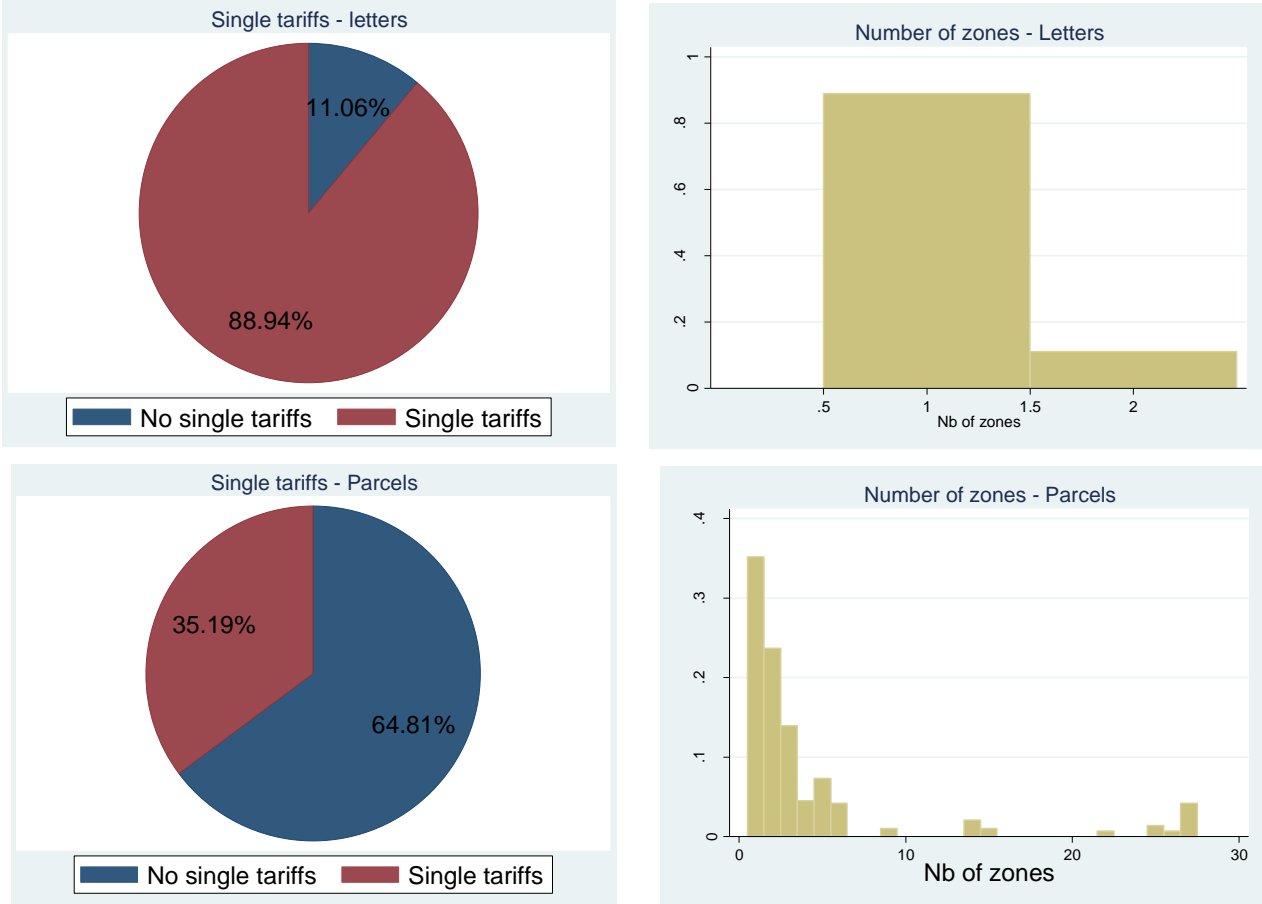 Single tariffs - letters
11.06%
88.94%
No single tariffs Single tariffs
Number of zones - Letters
1
.8
.6
.4
.2
0
.5 1 1.5 2
Nb of zones
Single tariffs - Parcels
35.19%
64.81%
No single tariffs Single tariffs
Number of zones - Parcels
.4
.3
.2
.1
0
0 10 20 30
Nb of zones